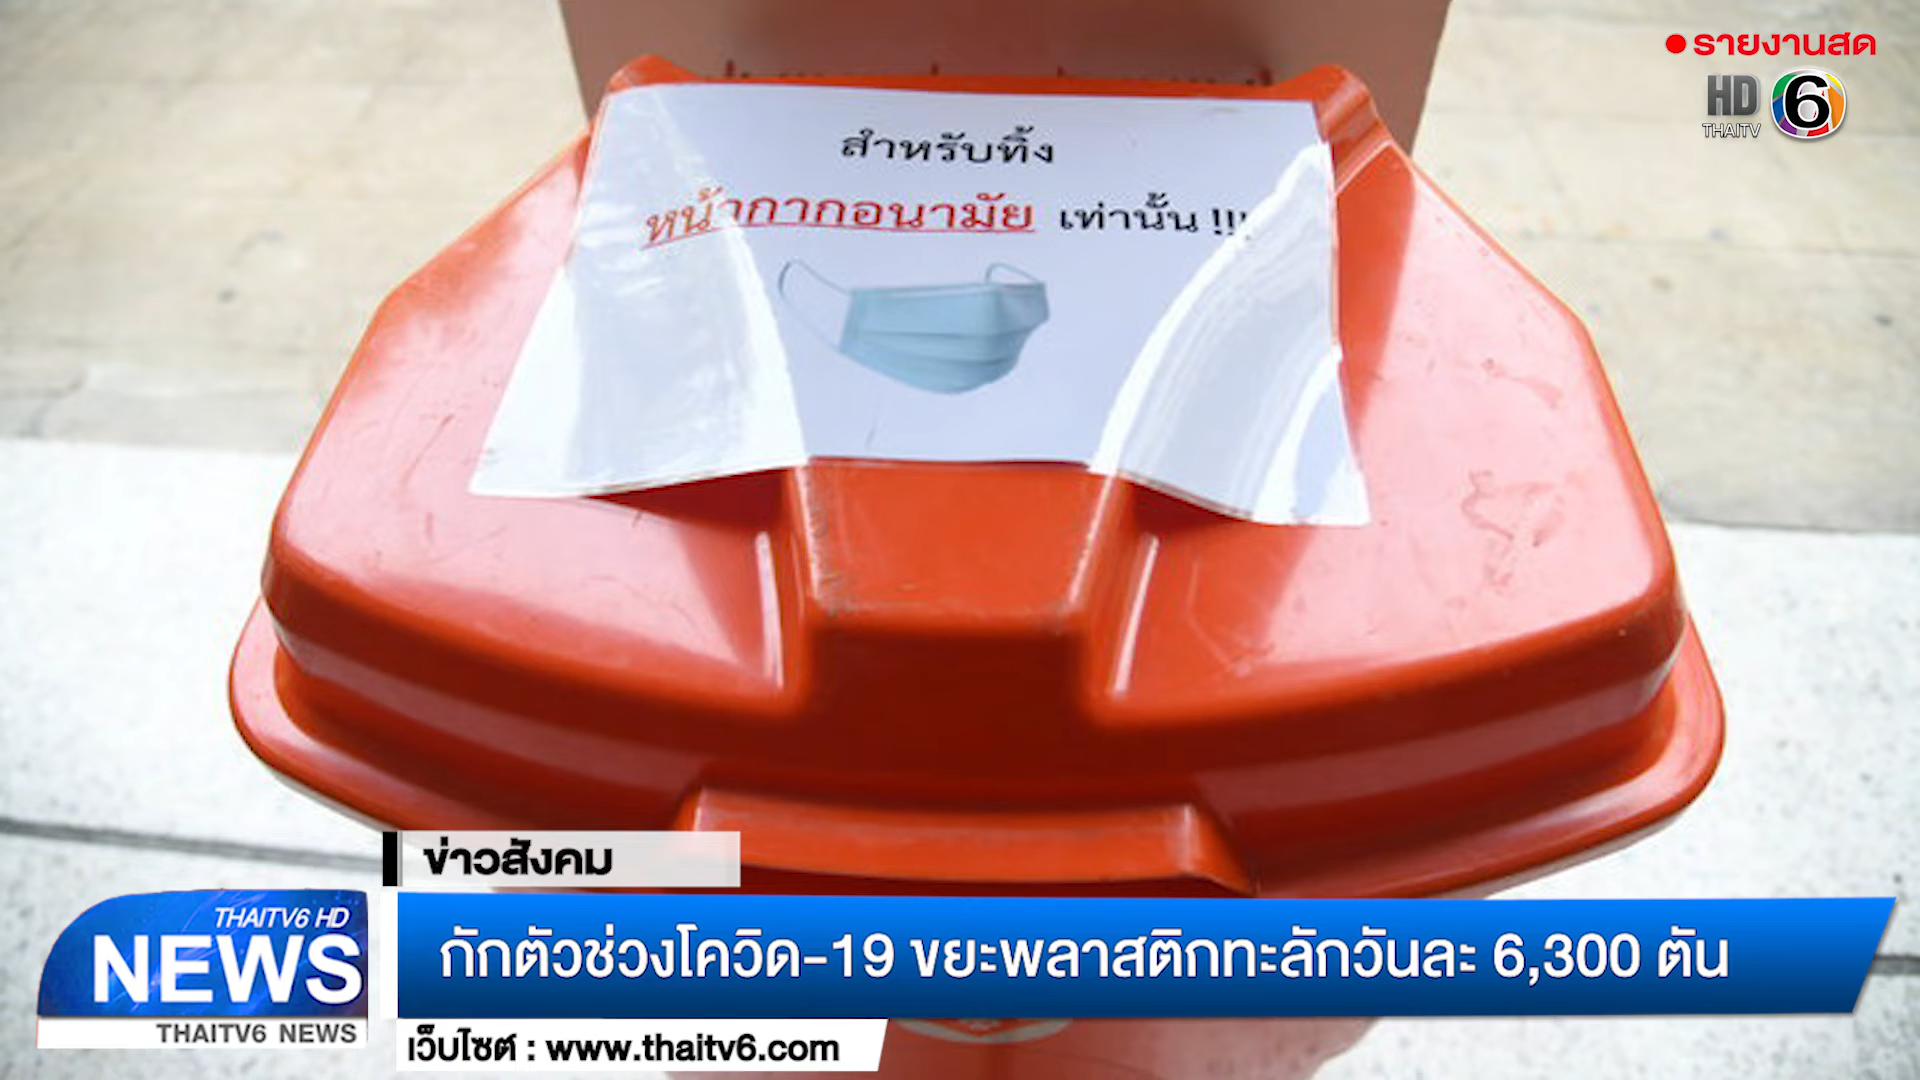 รายงานสด
HD
THAITV
6
สำหรับทิ้ง
หน้ากากอนามัย เท่านั้น !!!
ข่าวสังคม
THAITV6 HD
NEWS
THAITV6 NEWS
กักตัวช่วงโควิด-19 ขยะพลาสติกทะลักวันละ 6,300 ตัน
เว็บไซต์ : www.thaitv6.com